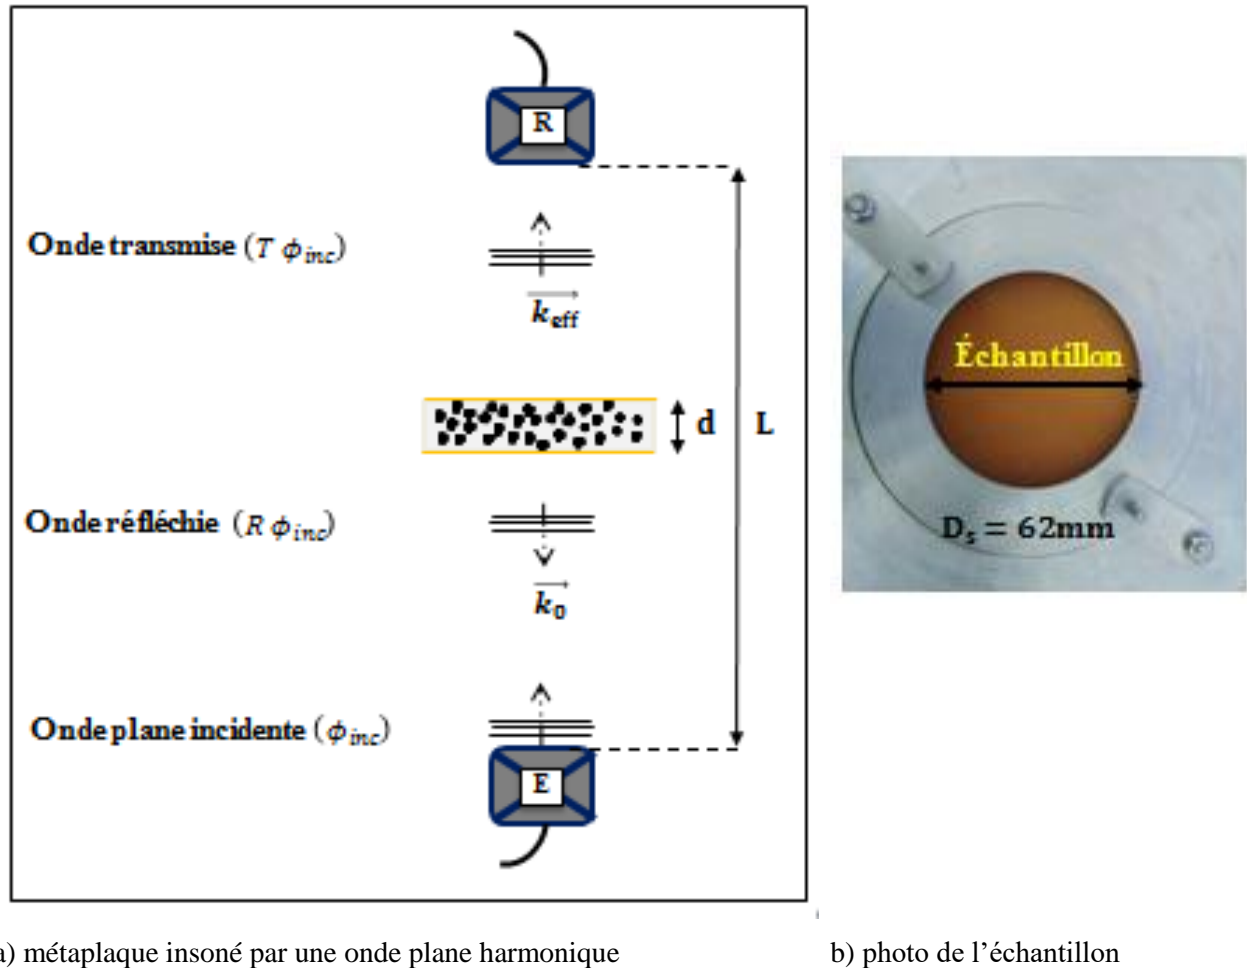 R
Onde transmise (T ϕinc)
keff
d
L
Onde réfléchie (R ϕinc)
k0
Onde plane incidente (ϕinc)
E
Échantillon
Ds = 62mm
a) métaplaque insoné par une onde plane harmonique
b) photo de l’échantillon